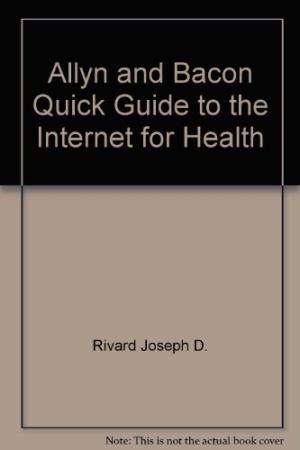 Allyn and Bacon
Quick Guide to the
Internet for Health
Rivard Joseph D.
Note: This is not the actual book cover